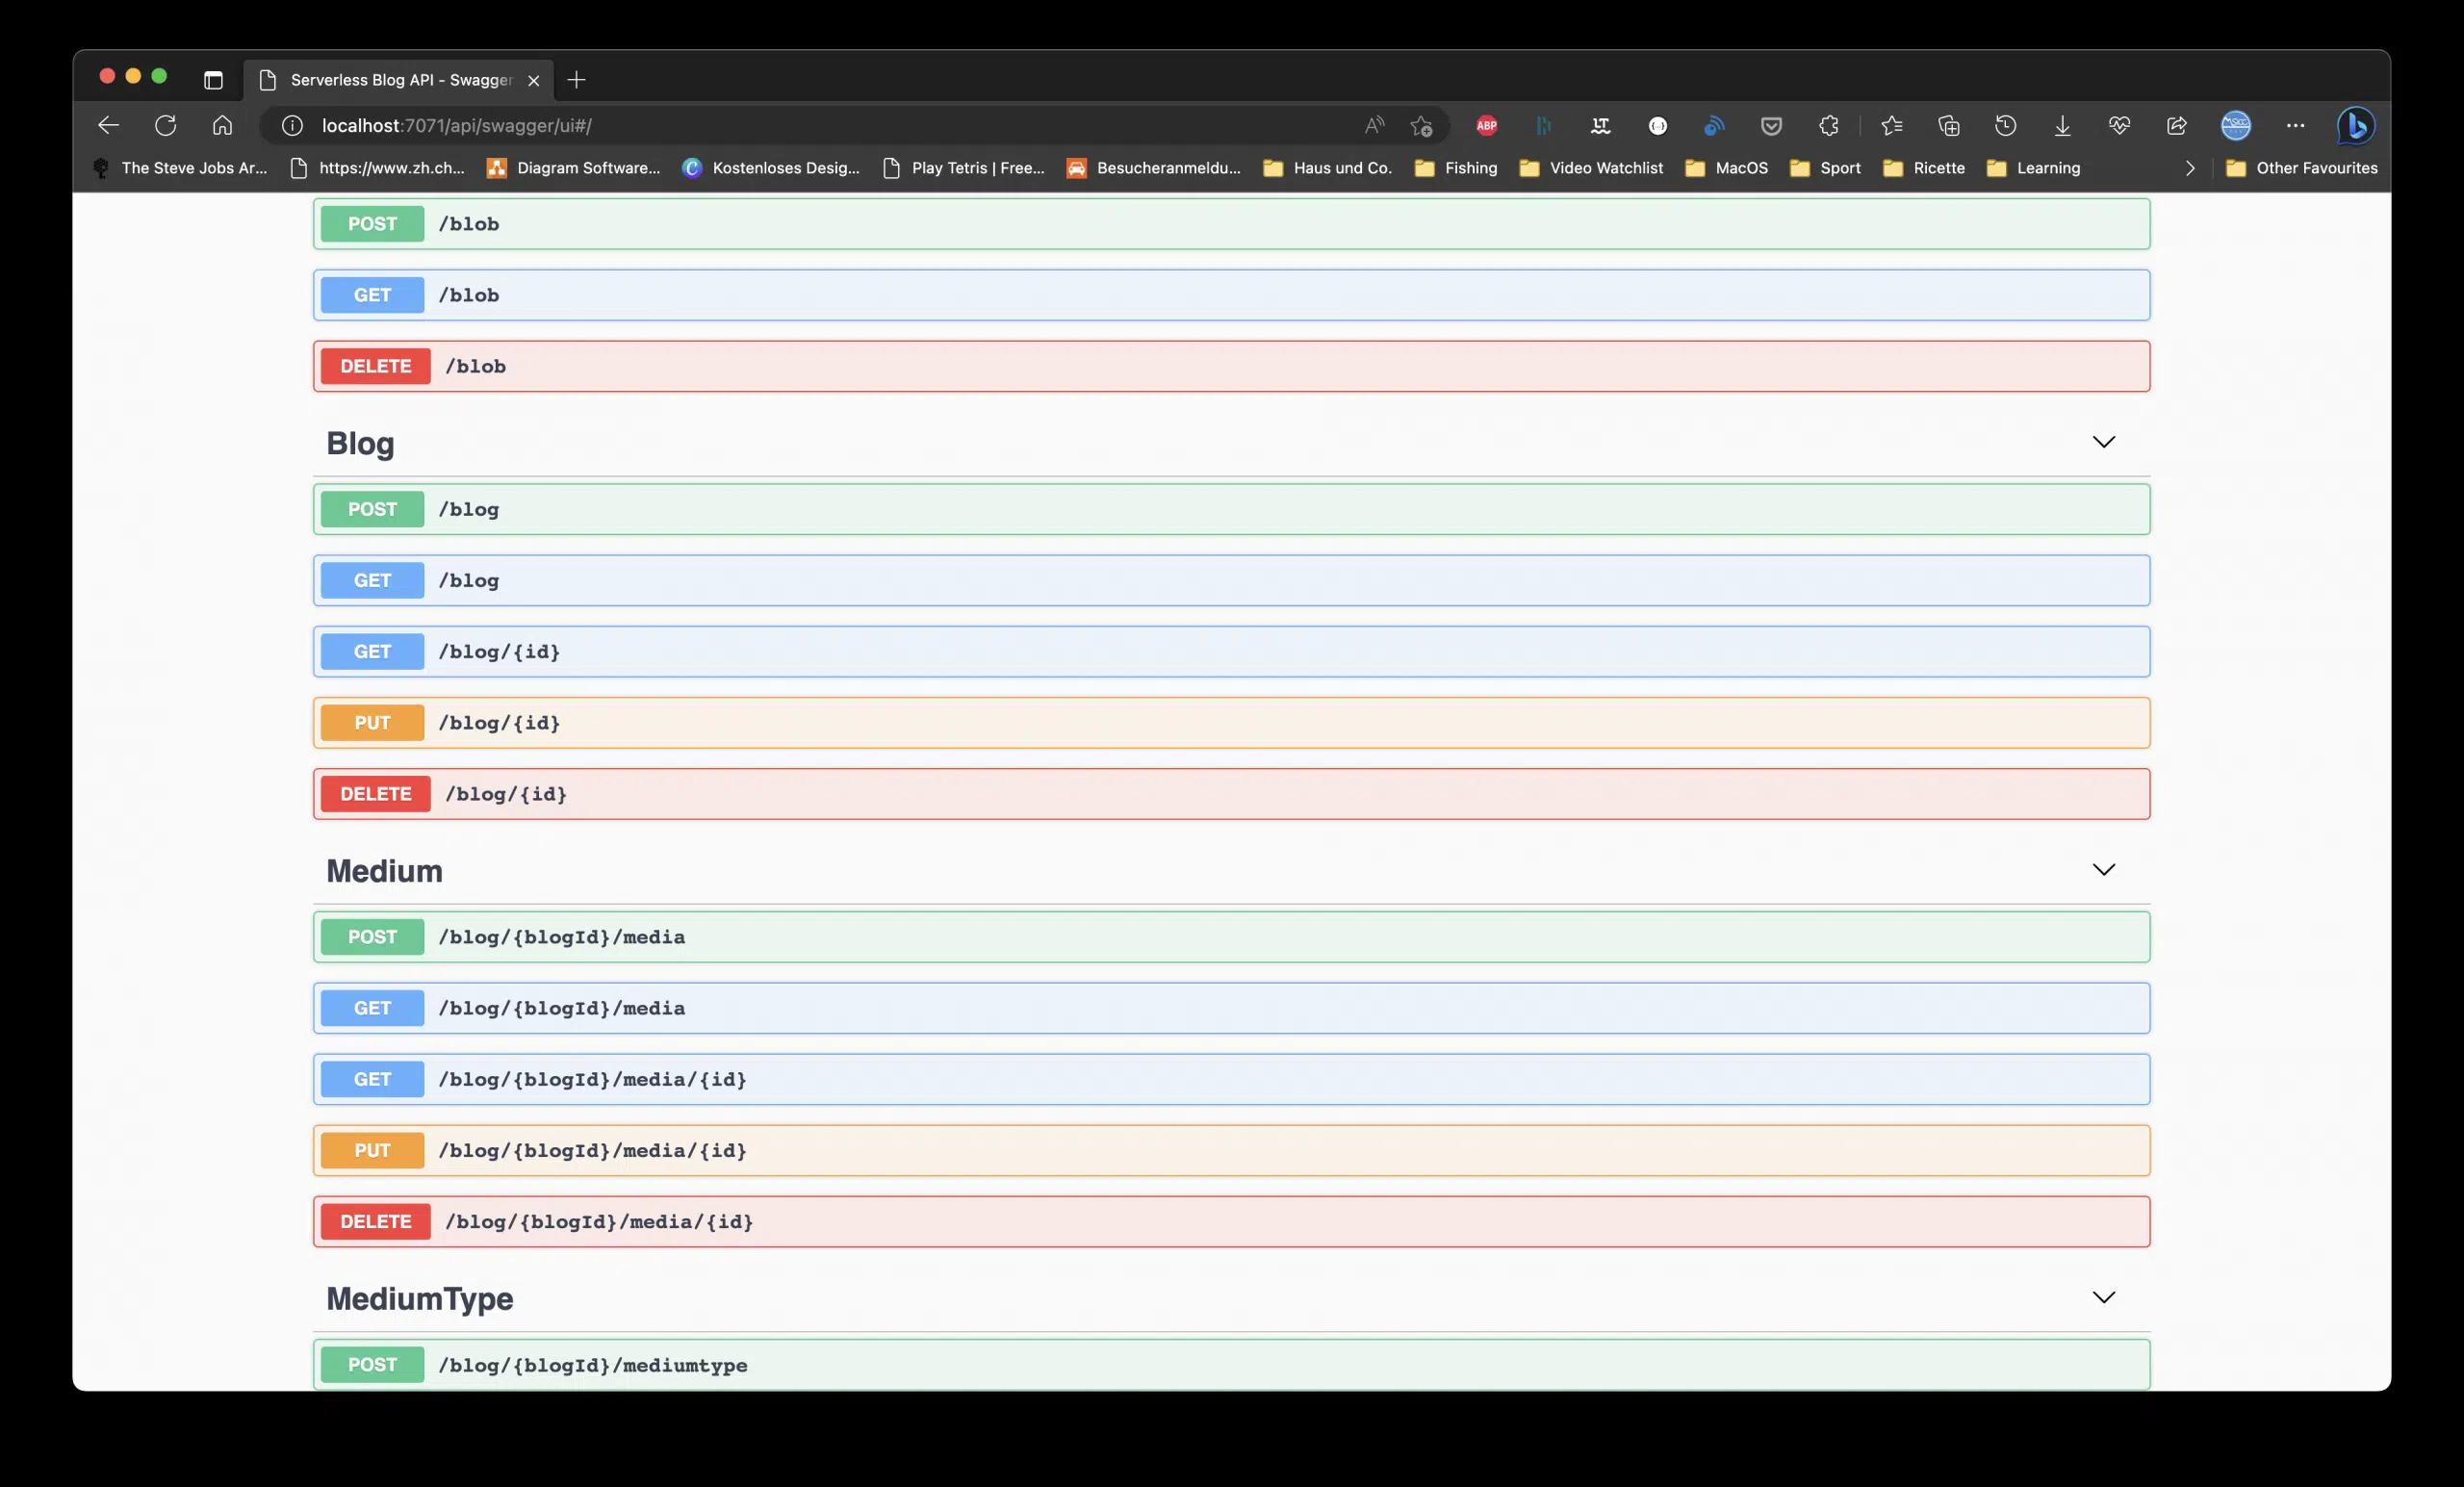 Serverless Blog API - Swagger
localhost:7071/api/swagger/ui#/
ABP
LT
The Steve Jobs Ar...
https://www.zh.ch...
Diagram Software...
Kostenloses Desig...
Play Tetris | Free...
Besucheranmeldu...
Haus und Co.
Fishing
Video Watchlist
MacOS
Sport
Ricette
Learning
Other Favourites
POST /blob
GET /blob
DELETE /blob
Blog
POST /blog
GET /blog
GET /blog/{id}
PUT /blog/{id}
DELETE /blog/{id}
Medium
POST /blog/{blogId}/media
GET /blog/{blogId}/media
GET /blog/{blogId}/media/{id}
PUT /blog/{blogId}/media/{id}
DELETE /blog/{blogId}/media/{id}
MediumType
POST /blog/{blogId}/mediumtype